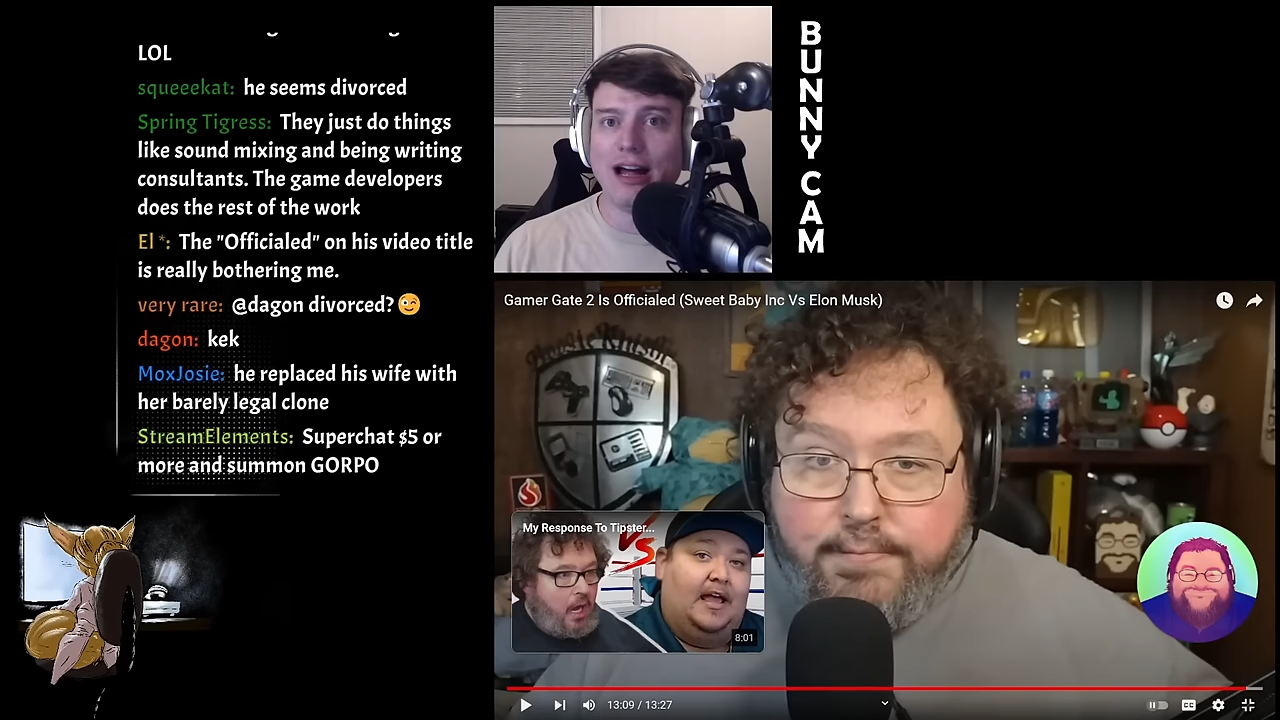 LOL
squeeekat: he seems divorced
Spring Tigress: They just do things
like sound mixing and being writing
consultants. The game developers
does the rest of the work
El *: The "Officialed" on his video title
is really bothering me.
very rare: @dagon divorced? 😉
dagon: kek
MoxJosie: he replaced his wife with
her barely legal clone
StreamElements: Superchat $5 or
more and summon GORPO
BUNNY CAM
Gamer Gate 2 Is Officialed (Sweet Baby Inc Vs Elon Musk)
My Response To Tipster...
VS
8:01
13:09 / 13:27
CC